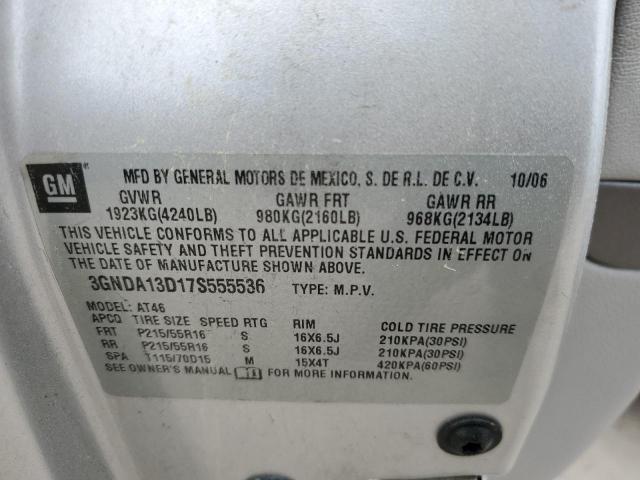 GM
MFD BY GENERAL MOTORS DE MEXICO, S. DE R.L. DE C.V. 10/06
GVWR GAWR FRT GAWR RR
1923KG(4240LB) 980KG(2160LB) 968KG(2134LB)
THIS VEHICLE CONFORMS TO ALL APPLICABLE U.S. FEDERAL MOTOR
VEHICLE SAFETY AND THEFT PREVENTION STANDARDS IN EFFECT ON
THE DATE OF MANUFACTURE SHOWN ABOVE.
3GNDA13D17S555536 TYPE: M.P.V.
MODEL: AT46
APCQ TIRE SIZE SPEED RTG RIM COLD TIRE PRESSURE
FRT P215/55R16 S 16X6.5J 210KPA(30PSI)
RR P215/55R16 S 16X6.5J 210KPA(30PSI)
SPA T115/70D15 M 15X4T 420KPA(60PSI)
SEE OWNER'S MANUAL FOR MORE INFORMATION.